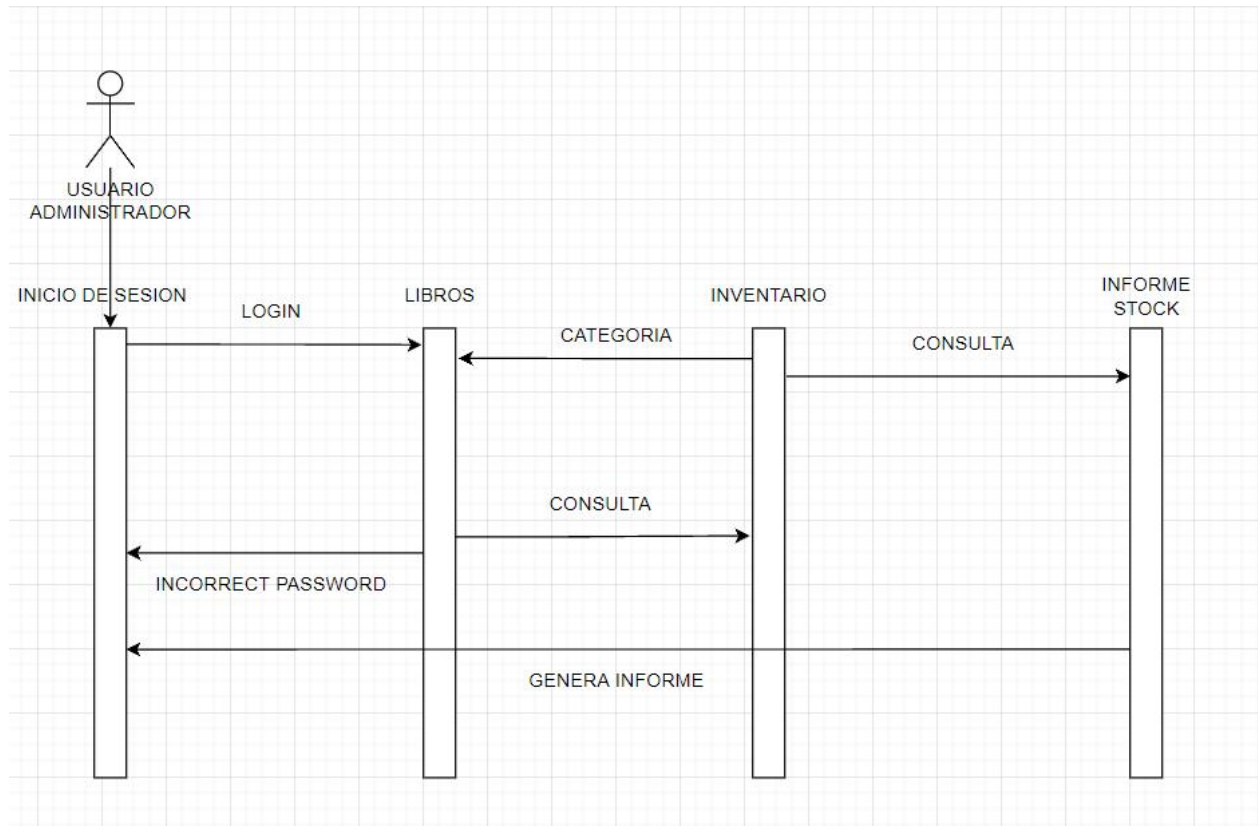 USUARIO
ADMINISTRADOR
INICIO DE SESION
LIBROS
INVENTARIO
INFORME
STOCK
LOGIN
CATEGORIA
CONSULTA
CONSULTA
INCORRECT PASSWORD
GENERA INFORME